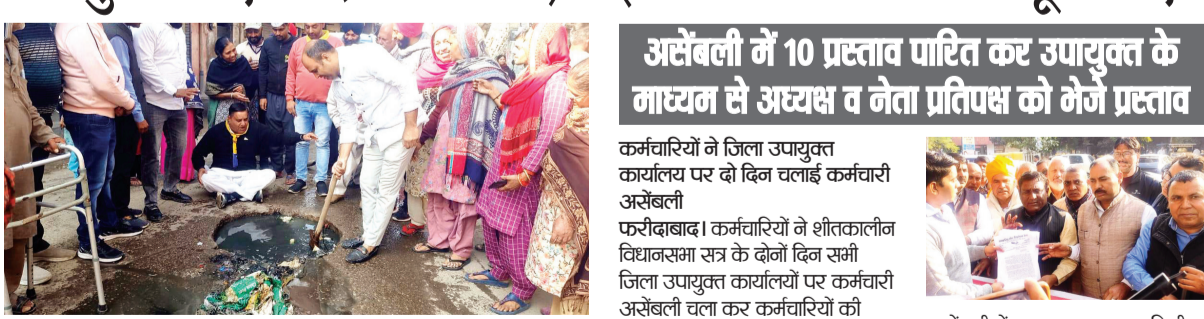 असेंबली में 10 प्रस्ताव पारित कर उपायुक्त के
माध्यम से अध्यक्ष व नेता प्रतिपक्ष को भेजे प्रस्ताव
कर्मचारियों ने जिला उपायुक्त
कार्यालय पर दो दिन चलाई कर्मचारी
असेंबली
फरीदाबाद। कर्मचारियों ने शीतकालीन
विधानसभा सत्र के दोनों दिन सभी
जिला उपायुक्त कार्यालयों पर कर्मचारी
असेंबली चला कर कर्मचारियों की